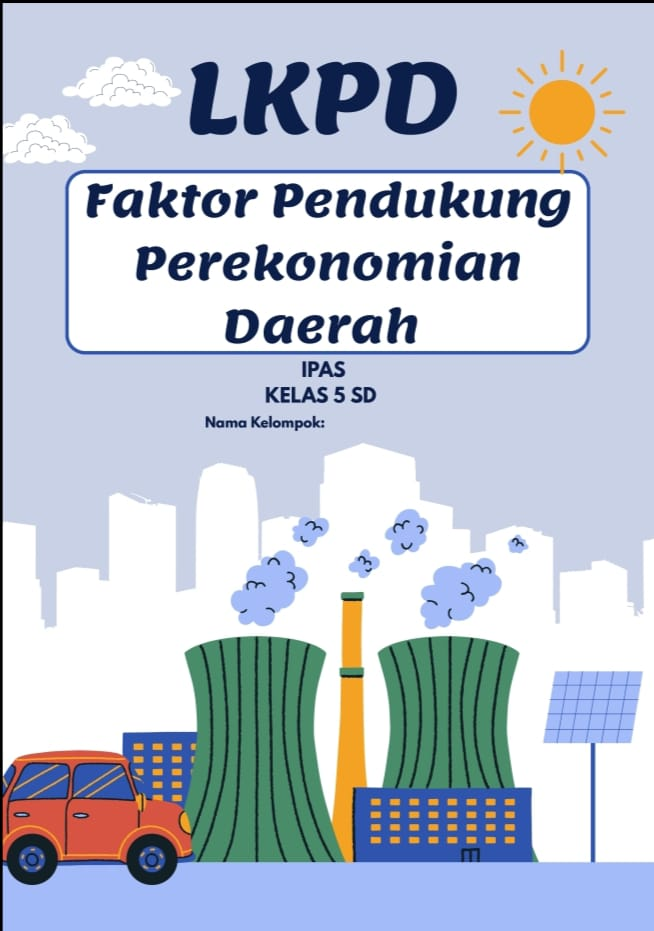 LKPD
Faktor Pendukung
Perekonomian
Daerah
IPAS
KELAS 5 SD
Nama Kelompok: